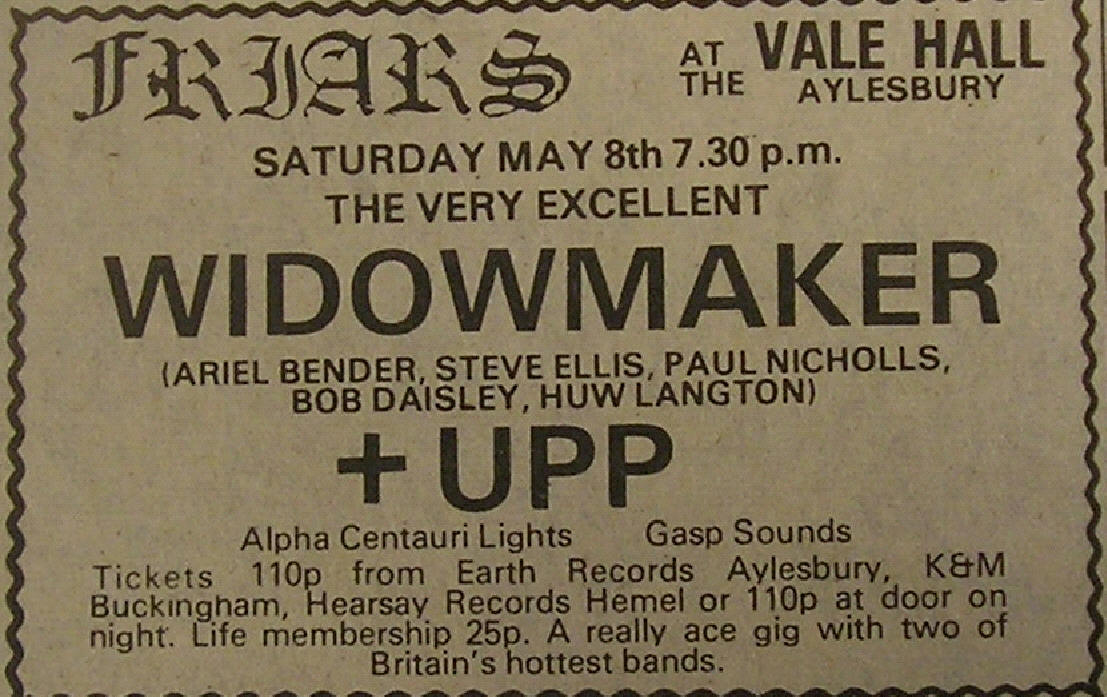 FRIARS AT THE VALE HALL AYLESBURY
SATURDAY MAY 8th 7.30 p.m.
THE VERY EXCELLENT
WIDOWMAKER
(ARIEL BENDER, STEVE ELLIS, PAUL NICHOLLS,
BOB DAISLEY, HUW LANGTON)
+ UPP
Alpha Centauri Lights Gasp Sounds
Tickets 110p from Earth Records Aylesbury, K&M
Buckingham, Hearsay Records Hemel or 110p at door on
night. Life membership 25p. A really ace gig with two of
Britain's hottest bands.